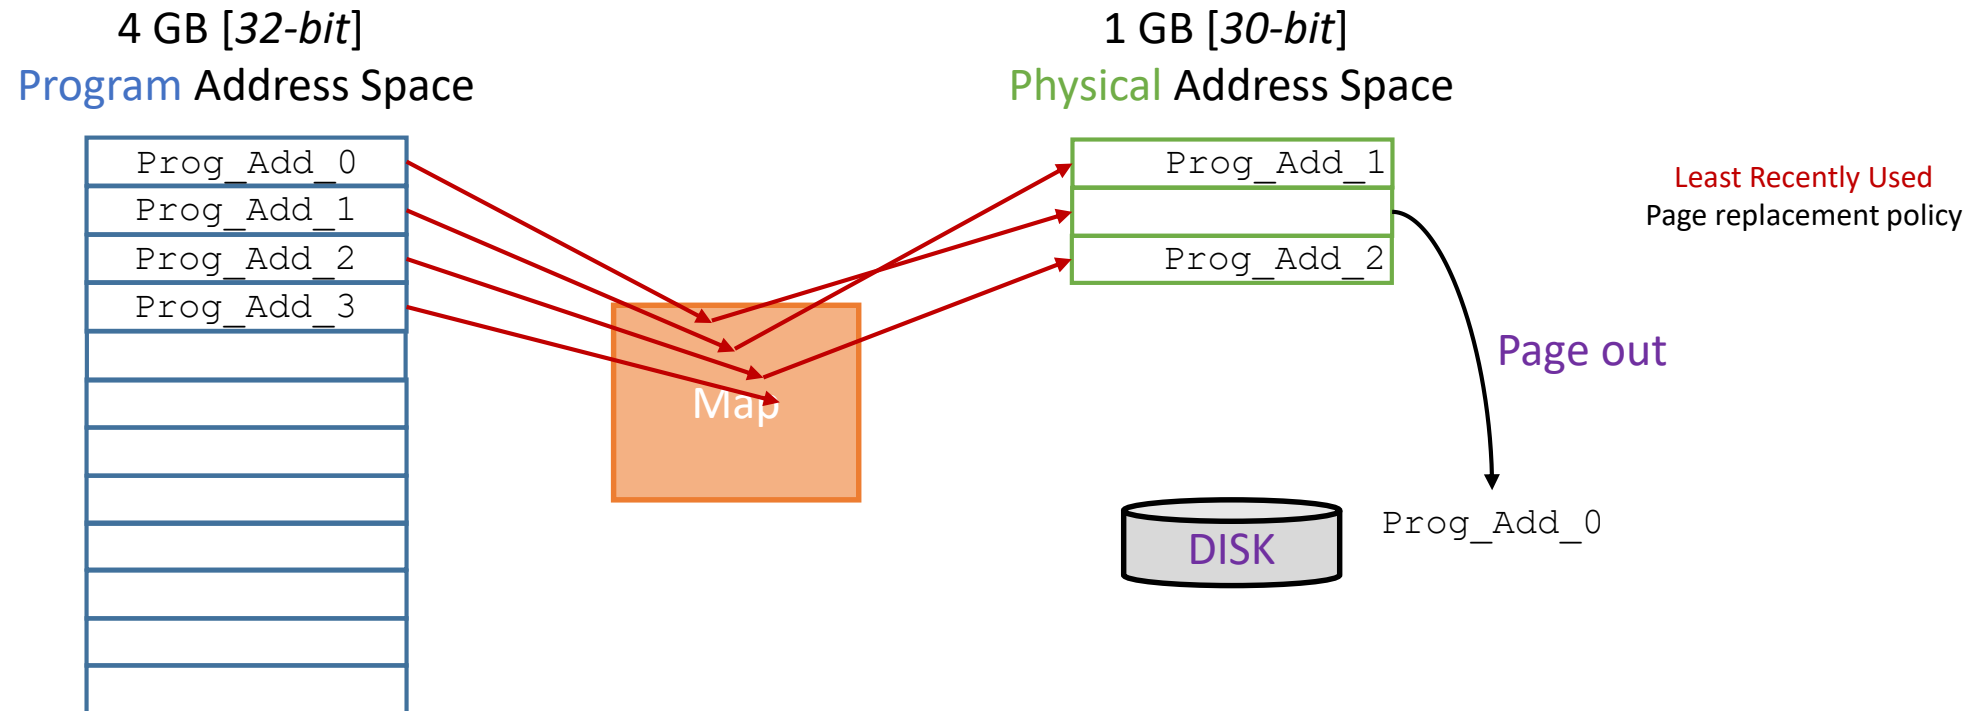 4 GB [32-bit]
Program Address Space
1 GB [30-bit]
Physical Address Space
Prog_Add_0
Prog_Add_1
Prog_Add_2
Prog_Add_3
Map
Prog_Add_1
Prog_Add_2
Least Recently Used
Page replacement policy
Page out
DISK
Prog_Add_0